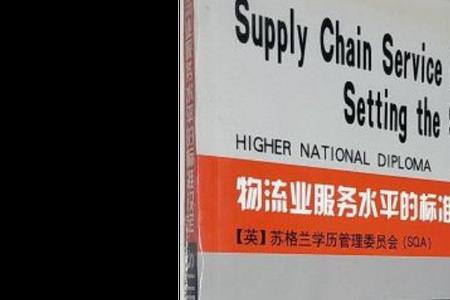 Supply Chain Service
Setting the
HIGHER NATIONAL DIPLOMA
物流业服务水平的标准
【英】苏格兰学历管理委员会(SQA)